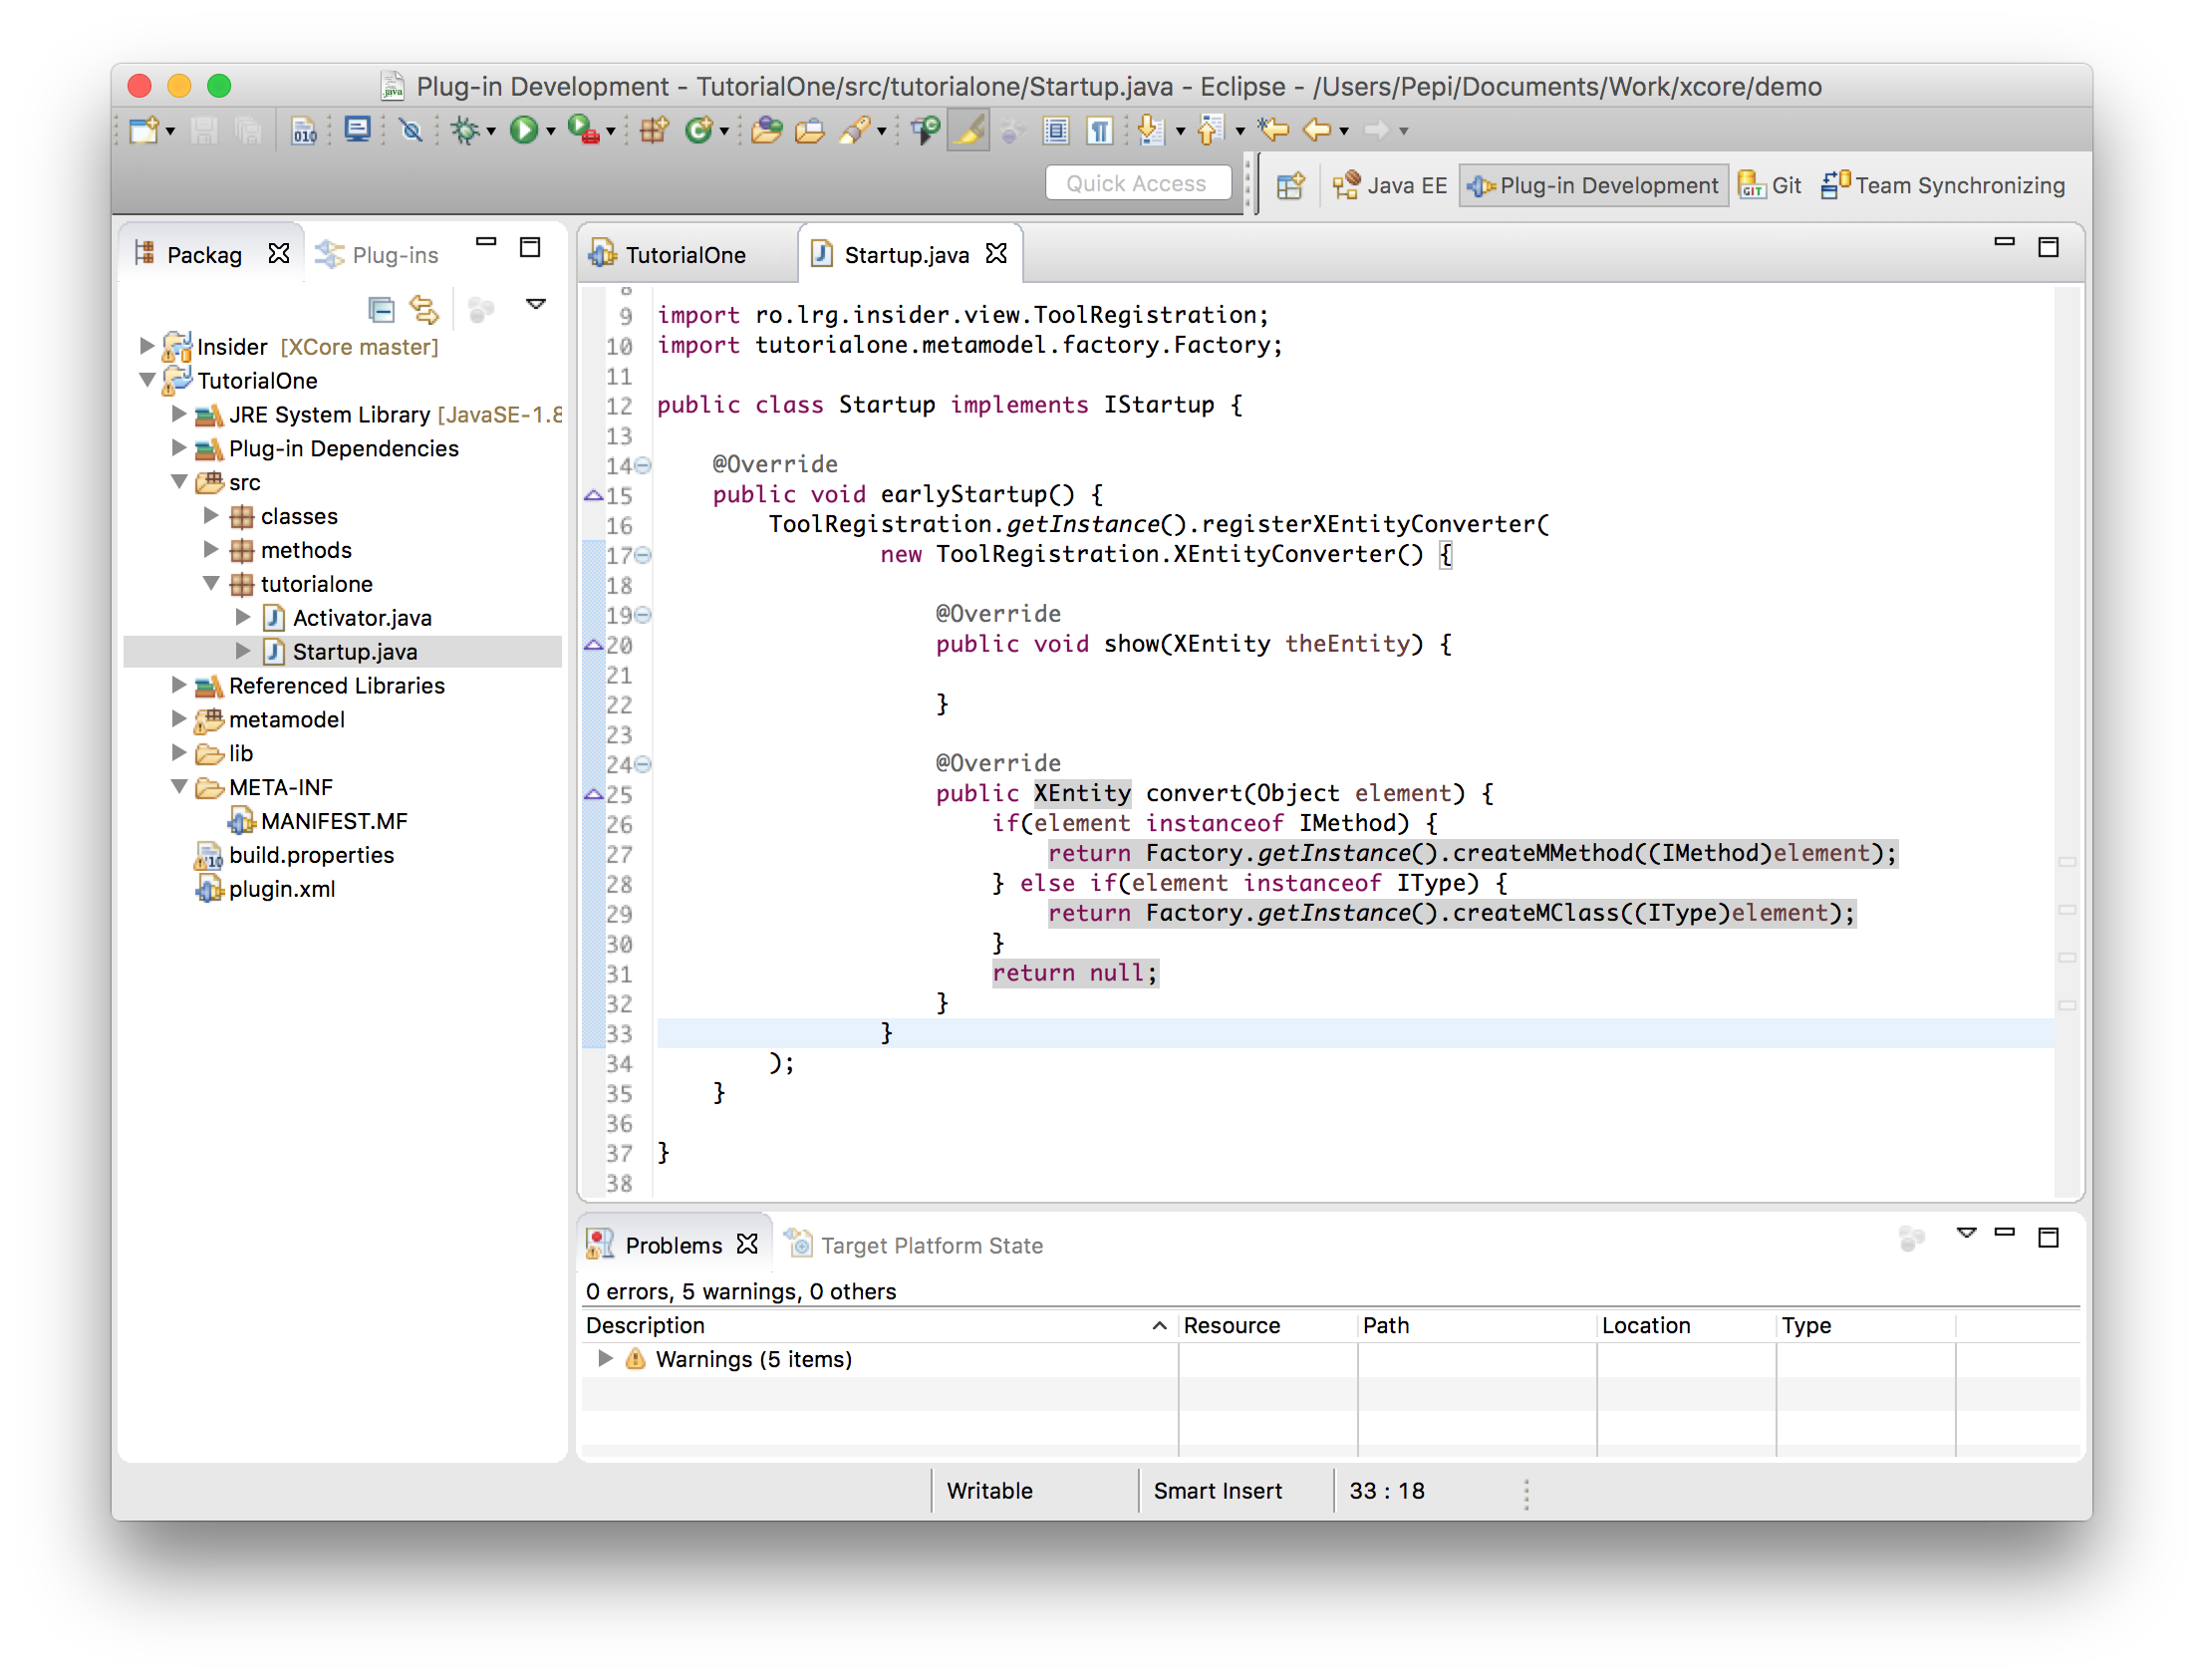 Plug-in Development - TutorialOne/src/tutorialone/Startup.java - Eclipse - /Users/Pepi/Documents/Work/xcore/demo
Quick Access
Java EE
Plug-in Development
Git
Team Synchronizing
Packag
Plug-ins
Insider [XCore master]
TutorialOne
JRE System Library [JavaSE-1.8
Plug-in Dependencies
src
classes
methods
tutorialone
Activator.java
Startup.java
Referenced Libraries
metamodel
lib
META-INF
MANIFEST.MF
build.properties
plugin.xml
TutorialOne
Startup.java
8
9 import ro.lrg.insider.view.ToolRegistration;
10 import tutorialone.metamodel.factory.Factory;
11
12 public class Startup implements IStartup {
13
14 @Override
15 public void earlyStartup() {
16 ToolRegistration.getInstance().registerXEntityConverter(
17 new ToolRegistration.XEntityConverter() {
18
19 @Override
20 public void show(XEntity theEntity) {
21
22 }
23
24 @Override
25 public XEntity convert(Object element) {
26 if(element instanceof IMethod) {
27 return Factory.getInstance().createMMethod((IMethod)element);
28 } else if(element instanceof IType) {
29 return Factory.getInstance().createMClass((IType)element);
30 }
31 return null;
32 }
33 }
34 );
35 }
36
37 }
38
Problems
Target Platform State
0 errors, 5 warnings, 0 others
Description Resource Path Location Type
Warnings (5 items)
Writable Smart Insert 33 : 18